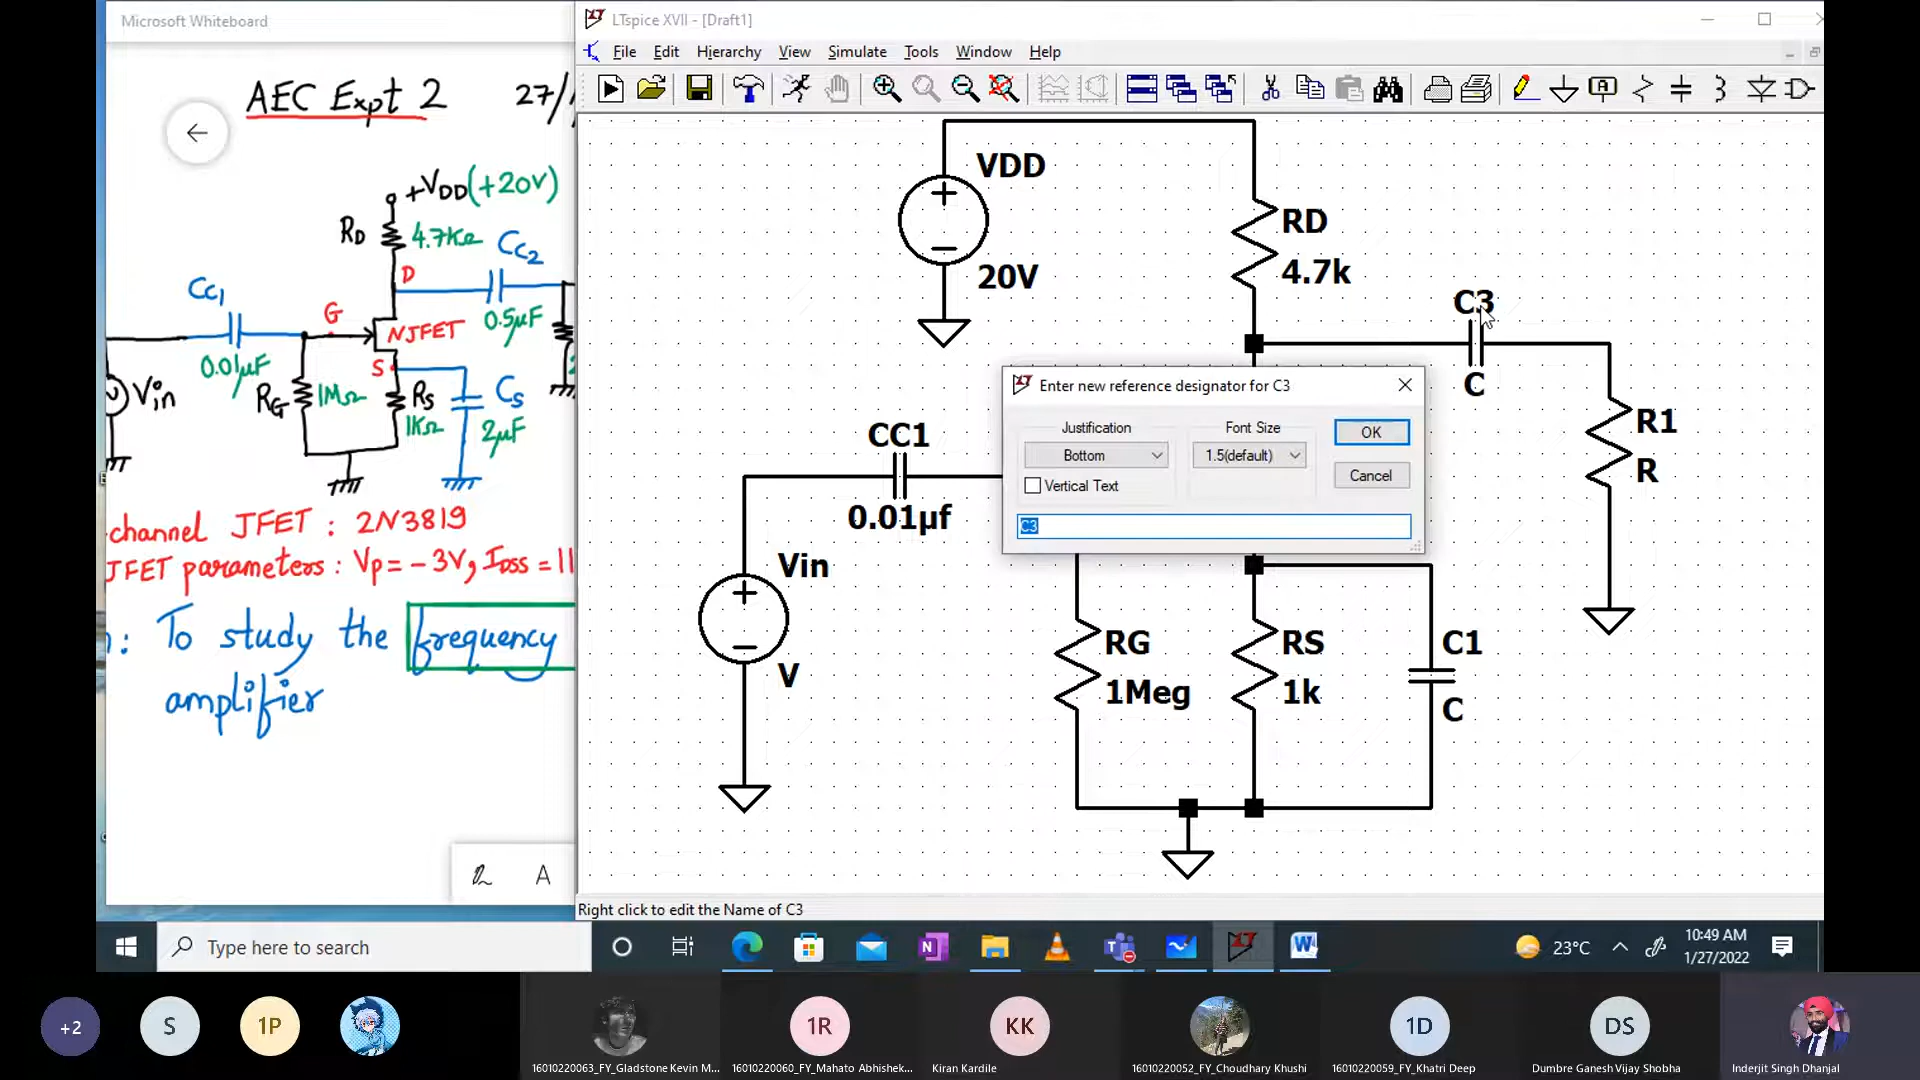 Microsoft Whiteboard
AEC Expt 2
27/
+VDD (+20V)
RD
4.7KΩ
CC2
D
CC1
G
NJFET
0.5μF
0.01μF
S
Vin
RG
1MΩ
RS
CS
1KΩ
2μF
channel JFET : 2N3819
JFET parameters : Vp = -3V, IDSS = 11
: To study the frequency
amplifier
A
LTspice XVII - [Draft1]
File Edit Hierarchy View Simulate Tools Window Help
VDD
20V
RD
4.7k
C3
C
R1
R
CC1
0.01μf
Vin
V
Enter new reference designator for C3
Justification
Font Size
OK
Bottom
1.5(default)
Cancel
Vertical Text
C3
RG
1Meg
RS
1k
C1
C
Right click to edit the Name of C3
Type here to search
23°C
10:49 AM
1/27/2022
+2
S
1P
1R
KK
1D
DS
16010220063_FY_Gladstone Kevin M...
16010220060_FY_Mahato Abhishek...
Kiran Kardile
16010220052_FY_Choudhary Khushi
16010220059_FY_Khatri Deep
Dumbre Ganesh Vijay Shobha
Inderjit Singh Dhanjal